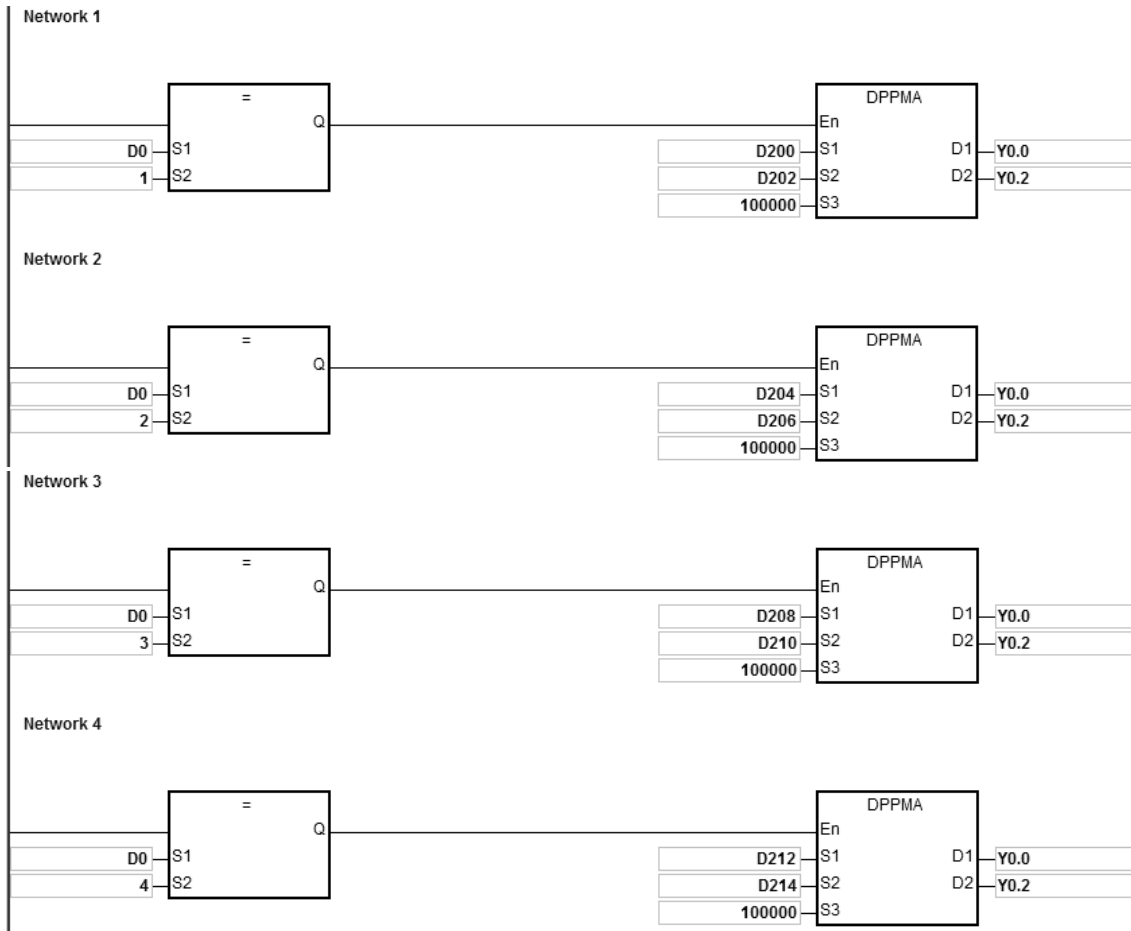 Network 1
= DPPMA
Q En
D0 S1 D200 S1 D1 Y0.0
1 S2 D202 S2 D2 Y0.2
100000 S3
Network 2
= DPPMA
Q En
D0 S1 D204 S1 D1 Y0.0
2 S2 D206 S2 D2 Y0.2
100000 S3
Network 3
= DPPMA
Q En
D0 S1 D208 S1 D1 Y0.0
3 S2 D210 S2 D2 Y0.2
100000 S3
Network 4
= DPPMA
Q En
D0 S1 D212 S1 D1 Y0.0
4 S2 D214 S2 D2 Y0.2
100000 S3